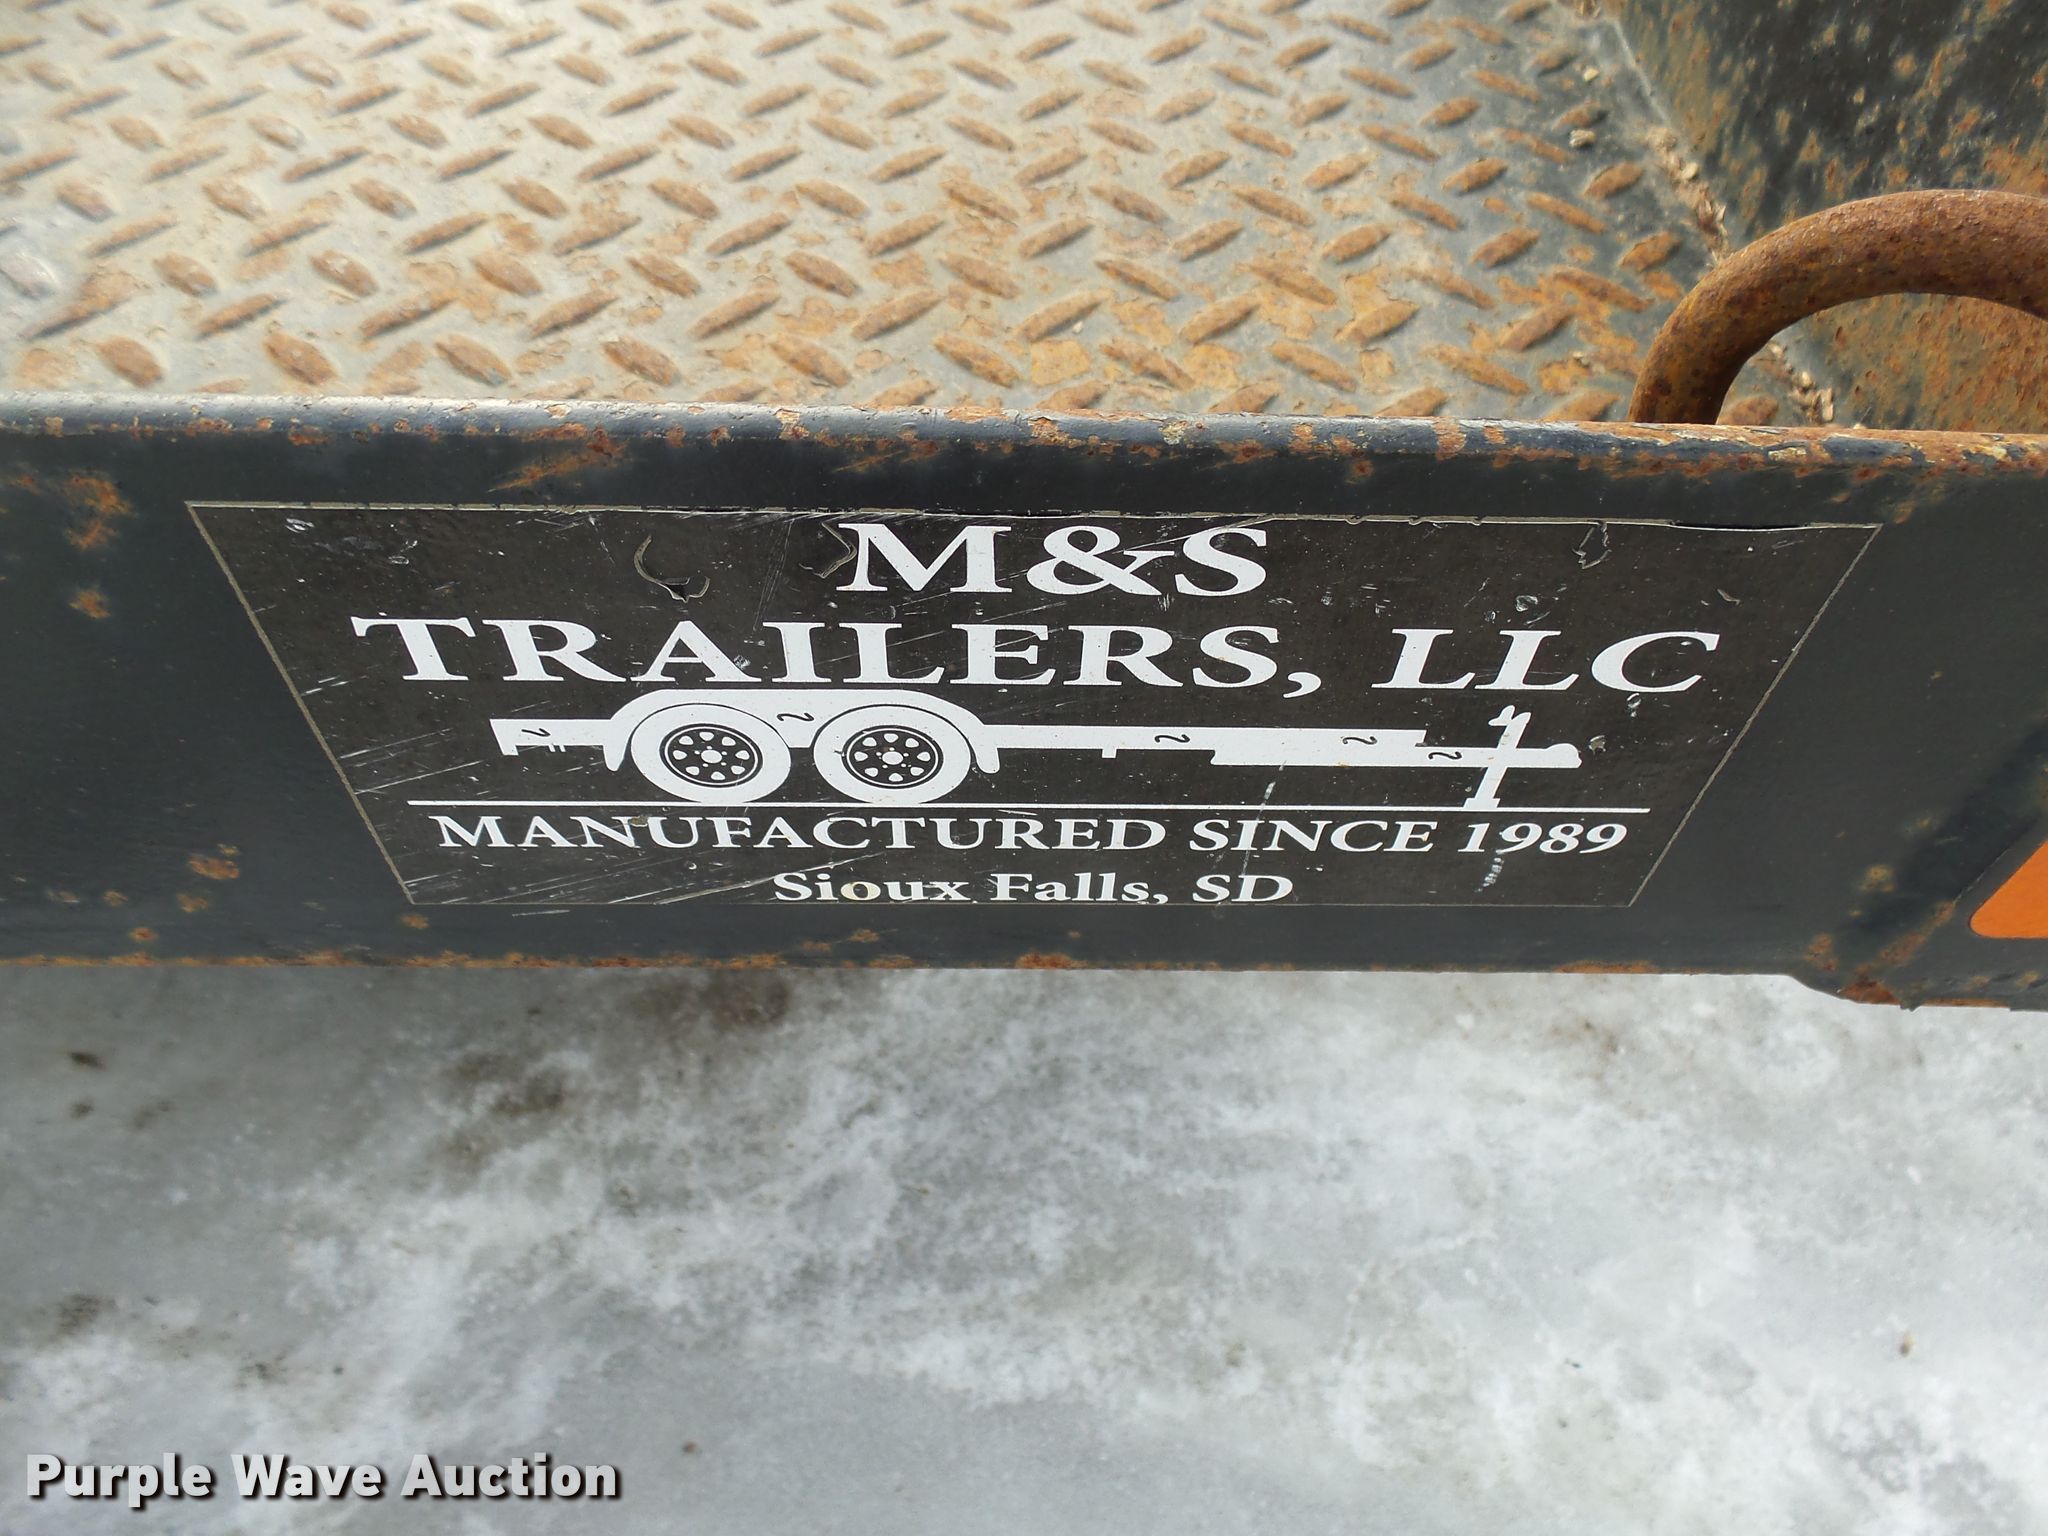 M&S
TRAILERS, LLC
MANUFACTURED SINCE 1989
Sioux Falls, SD
Purple Wave Auction